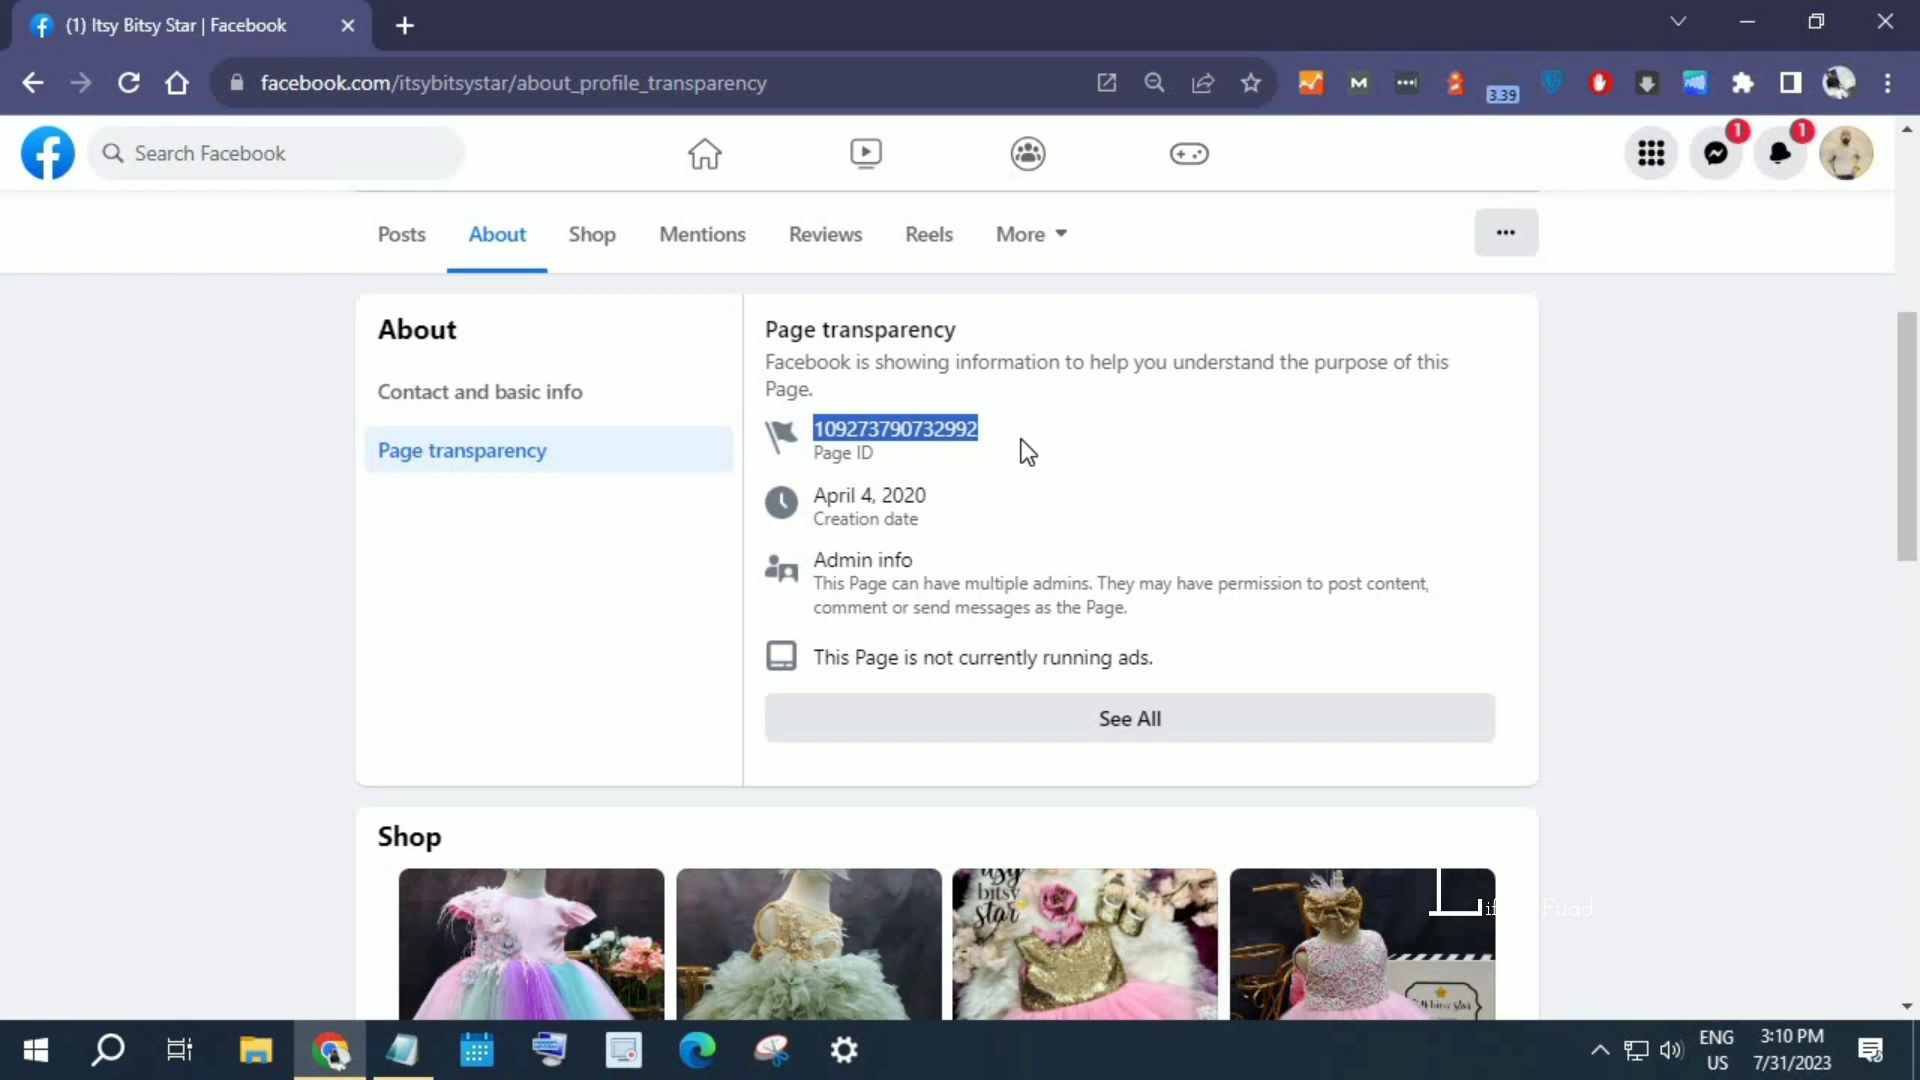 (1) Itsy Bitsy Star | Facebook
facebook.com/itsybitsystar/about_profile_transparency
3.39
Search Facebook
1
1
Posts
About
Shop
Mentions
Reviews
Reels
More
About
Contact and basic info
Page transparency
Page transparency
Facebook is showing information to help you understand the purpose of this
Page.
109273790732992
Page ID
April 4, 2020
Creation date
Admin info
This Page can have multiple admins. They may have permission to post content,
comment or send messages as the Page.
This Page is not currently running ads.
See All
Shop
bitsy
star
Fuad
ENG
US
3:10 PM
7/31/2023